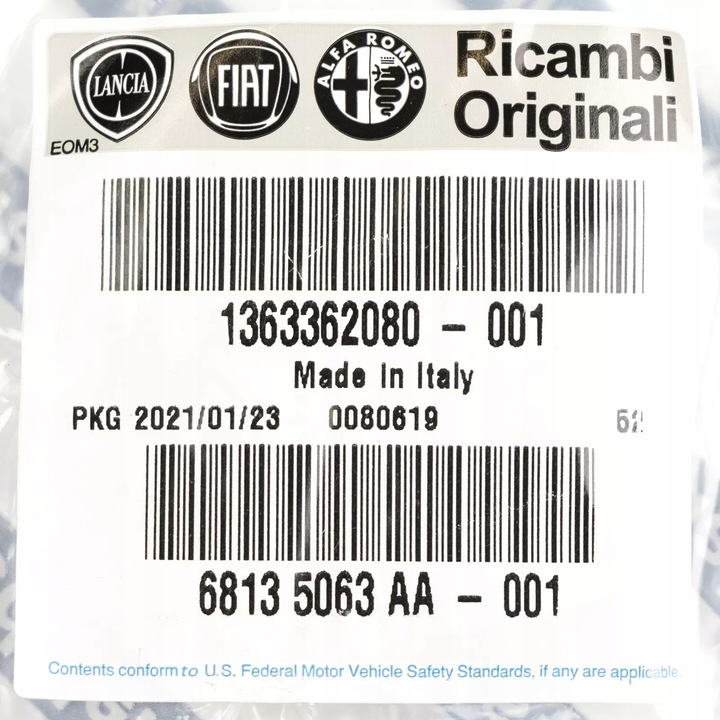 LANCIA
FIAT
ALFA ROMEO
Ricambi
Originali
EOM3
1363362080 - 001
Made in Italy
PKG 2021/01/23 0080619
6813 5063 AA - 001
Contents conform to U.S. Federal Motor Vehicle Safety Standards, if any are applicable.